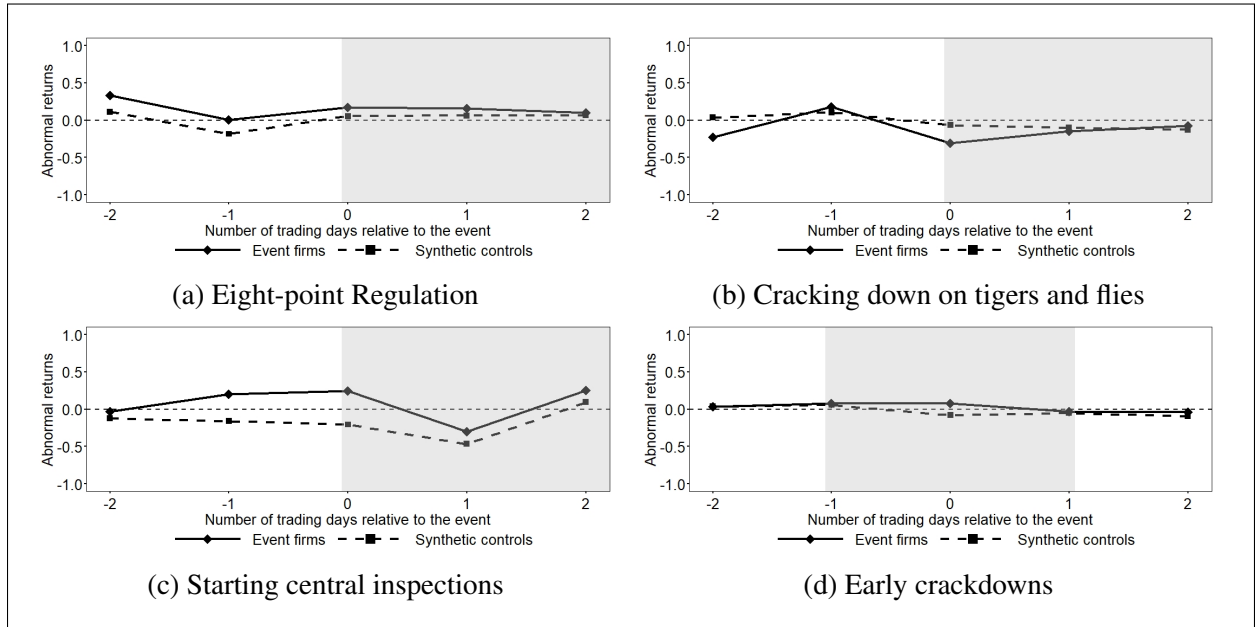 Abnormal returns
1.0
0.5
0.0
-0.5
-1.0
-2 -1 0 1 2
Number of trading days relative to the event
Event firms Synthetic controls
(a) Eight-point Regulation
Abnormal returns
1.0
0.5
0.0
-0.5
-1.0
-2 -1 0 1 2
Number of trading days relative to the event
Event firms Synthetic controls
(b) Cracking down on tigers and flies
Abnormal returns
1.0
0.5
0.0
-0.5
-1.0
-2 -1 0 1 2
Number of trading days relative to the event
Event firms Synthetic controls
(c) Starting central inspections
Abnormal returns
1.0
0.5
0.0
-0.5
-1.0
-2 -1 0 1 2
Number of trading days relative to the event
Event firms Synthetic controls
(d) Early crackdowns